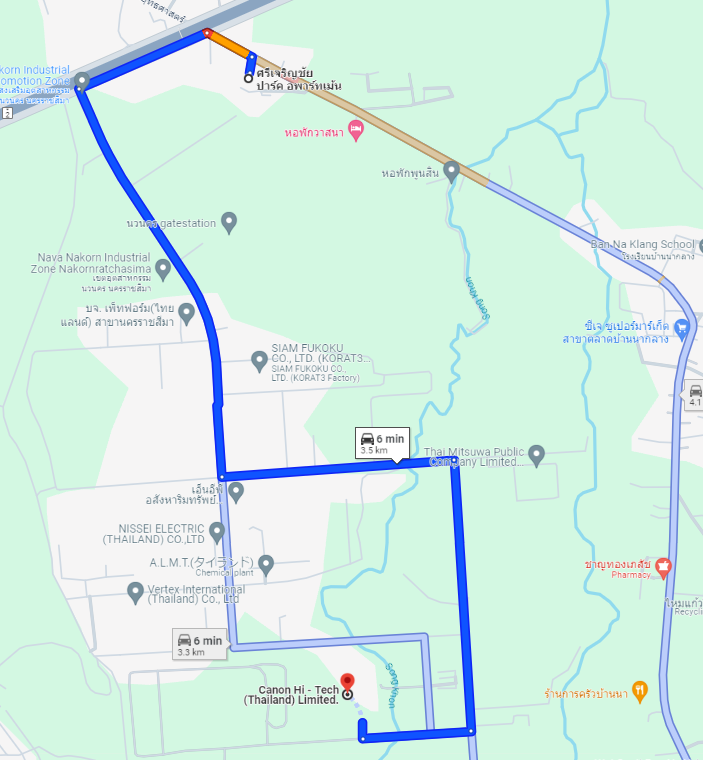 ศรีเจริญชัย
ปาร์ค อพาร์ทเม้น
หอพักวาสนา
หอพักพูนสิน
นวนคร gatestation
Ban Na Klang School
โรงเรียนบ้านนากลาง
Nava Nakorn Industrial
Zone Nakornratchasima
เขตอุตสาหกรรม
นวนคร นครราชสีมา
Song Khon
บจ. เพ็ทฟอร์ม(ไทย
แลนด์) สาขานครราชสีมา
ซีเจ ซูเปอร์มาร์เก็ต
สาขาตลาดบ้านนากลาง
SIAM FUKOKU
CO., LTD. (KORAT3...
SIAM FUKOKU CO.,
LTD. (KORAT3 Factory)
4.1
6 min
3.5 km
Thai Mitsuwa Public
Company Limited...
เอ็นอีพี
อสังหาริมทรัพย์...
NISSEI ELECTRIC
(THAILAND) CO.,LTD
A.L.M.T.(タイランド)
Chemical plant
ชาญทองเภสัช
Pharmacy
Vertex International
(Thailand) Co., Ltd
6 min
3.3 km
Song Khon
Canon Hi - Tech
(Thailand) Limited.
ร้านการครัวบ้านนา